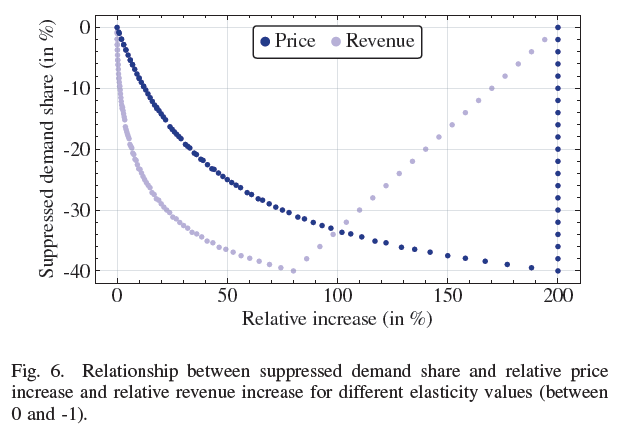 Suppressed demand share (in %)
0
-10
-20
-30
-40
Price Revenue
0 50 100 150 200
Relative increase (in %)
Fig. 6. Relationship between suppressed demand share and relative price
increase and relative revenue increase for different elasticity values (between
0 and -1).